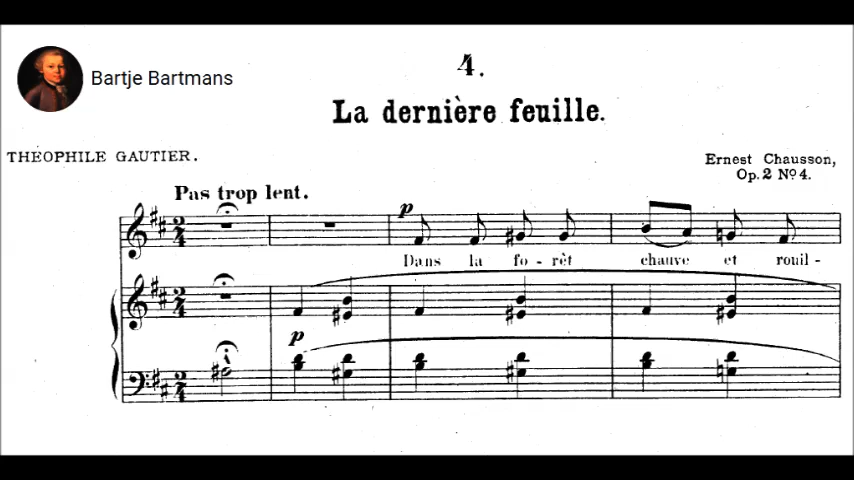 Bartje Bartmans
4.
La dernière feuille.
THÉOPHILE GAUTIER.
Ernest Chausson,
Op. 2 Nº 4.
Pas trop lent.
p
Dans la fo - rêt chauve et rouil -
p